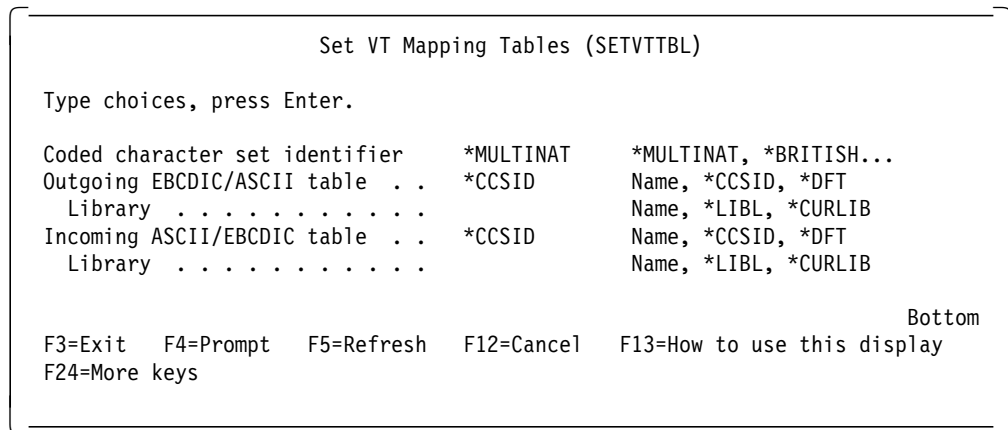 Set VT Mapping Tables (SETVTTBL)
Type choices, press Enter.
Coded character set identifier *MULTINAT *MULTINAT, *BRITISH...
Outgoing EBCDIC/ASCII table . . *CCSID Name, *CCSID, *DFT
Library . . . . . . . . . . . Name, *LIBL, *CURLIB
Incoming ASCII/EBCDIC table . . *CCSID Name, *CCSID, *DFT
Library . . . . . . . . . . . Name, *LIBL, *CURLIB
Bottom
F3=Exit F4=Prompt F5=Refresh F12=Cancel F13=How to use this display
F24=More keys